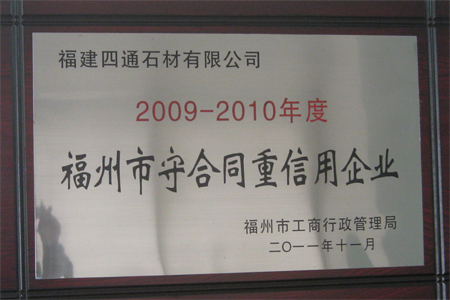 福建四通石材有限公司
2009-2010年度
福州市守合同重信用企业
福州市工商行政管理局
二〇一一年十一月